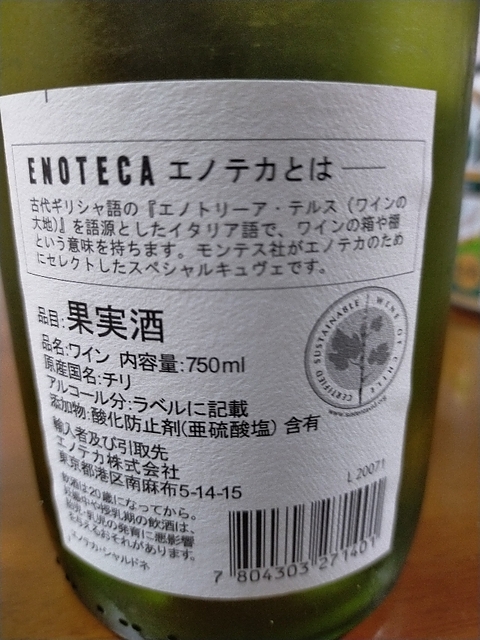 ENOTECA エノテカとは
古代ギリシャ語の『エノトリーア・テルス（ワインの
大地）』を語源としたイタリア語で、ワインの箱や棚
という意味を持ちます。モンテス社がエノテカのため
にセレクトしたスペシャルキュヴェです。
品目:果実酒
品名:ワイン 内容量:750ml
原産国名:チリ
アルコール分:ラベルに記載
添加物:酸化防止剤(亜硫酸塩) 含有
輸入者及び引取先
エノテカ株式会社
東京都港区南麻布5-14-15
飲酒は20歳になってから。
妊娠中や授乳期の飲酒は、
胎児・乳児の発育に悪影響
を与えるおそれがあります。
エノテカ・シャルドネ
CERTIFIED SUSTAINABLE WINE OF CHILE
L 20071
7 804303 271401